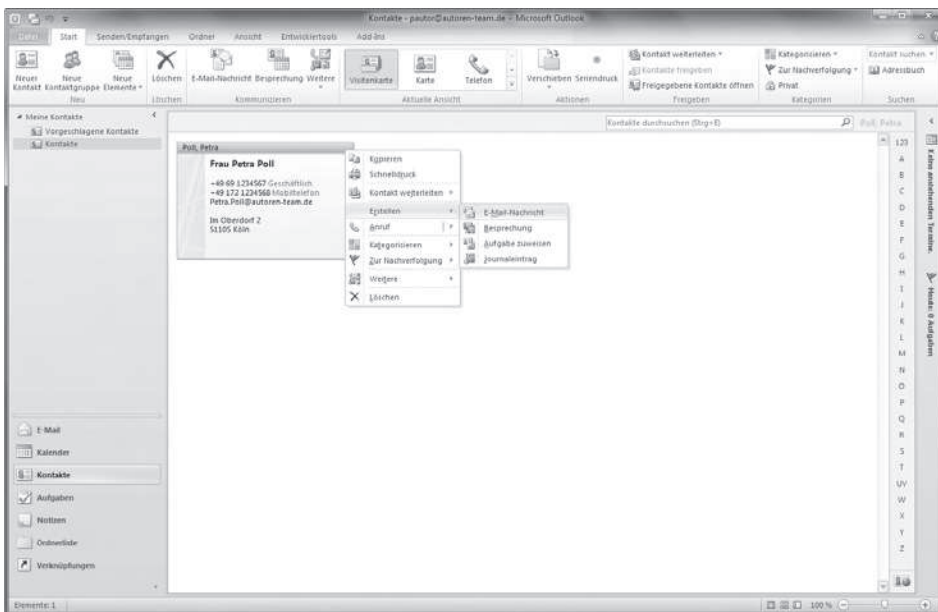 Kontakte - pautor@autoren-team.de - Microsoft Outlook
Datei Start Senden/Empfangen Ordner Ansicht Entwicklertools Add-Ins
Neuer Kontakt
Neue Kontaktgruppe
Neue Elemente
Neu
Löschen
Löschen
E-Mail-Nachricht Besprechung Weitere
Kommunizieren
Visitenkarte Karte Telefon
Aktuelle Ansicht
Verschieben Seriendruck
Aktionen
Kontakt weiterleiten
Kontakte freigeben
Freigegebene Kontakte öffnen
Freigeben
Kategorisieren
Zur Nachverfolgung
Privat
Kategorien
Kontakt suchen
Adressbuch
Suchen
Meine Kontakte
Vorgeschlagene Kontakte
Kontakte
E-Mail
Kalender
Kontakte
Aufgaben
Notizen
Ordnerliste
Verknüpfungen
Kontakte durchsuchen (Strg+E)
Poll, Petra
Poll, Petra
Frau Petra Poll
+49 69 1234567 Geschäftlich
+49 172 1234568 Mobiltelefon
Petra.Poll@autoren-team.de
Im Oberdorf 2
51105 Köln
Kopieren
Schnelldruck
Kontakt weiterleiten
Erstellen
Anruf
Kategorisieren
Zur Nachverfolgung
Weitere
Löschen
E-Mail-Nachricht
Besprechung
Aufgabe zuweisen
Journaleintrag
123
A
B
C
D
E
F
G
H
I
J
K
L
M
N
O
P
Q
R
S
T
UV
W
X
Y
Z
Keine anstehenden Termine.
Heute: 0 Aufgaben
Elemente: 1
100 %